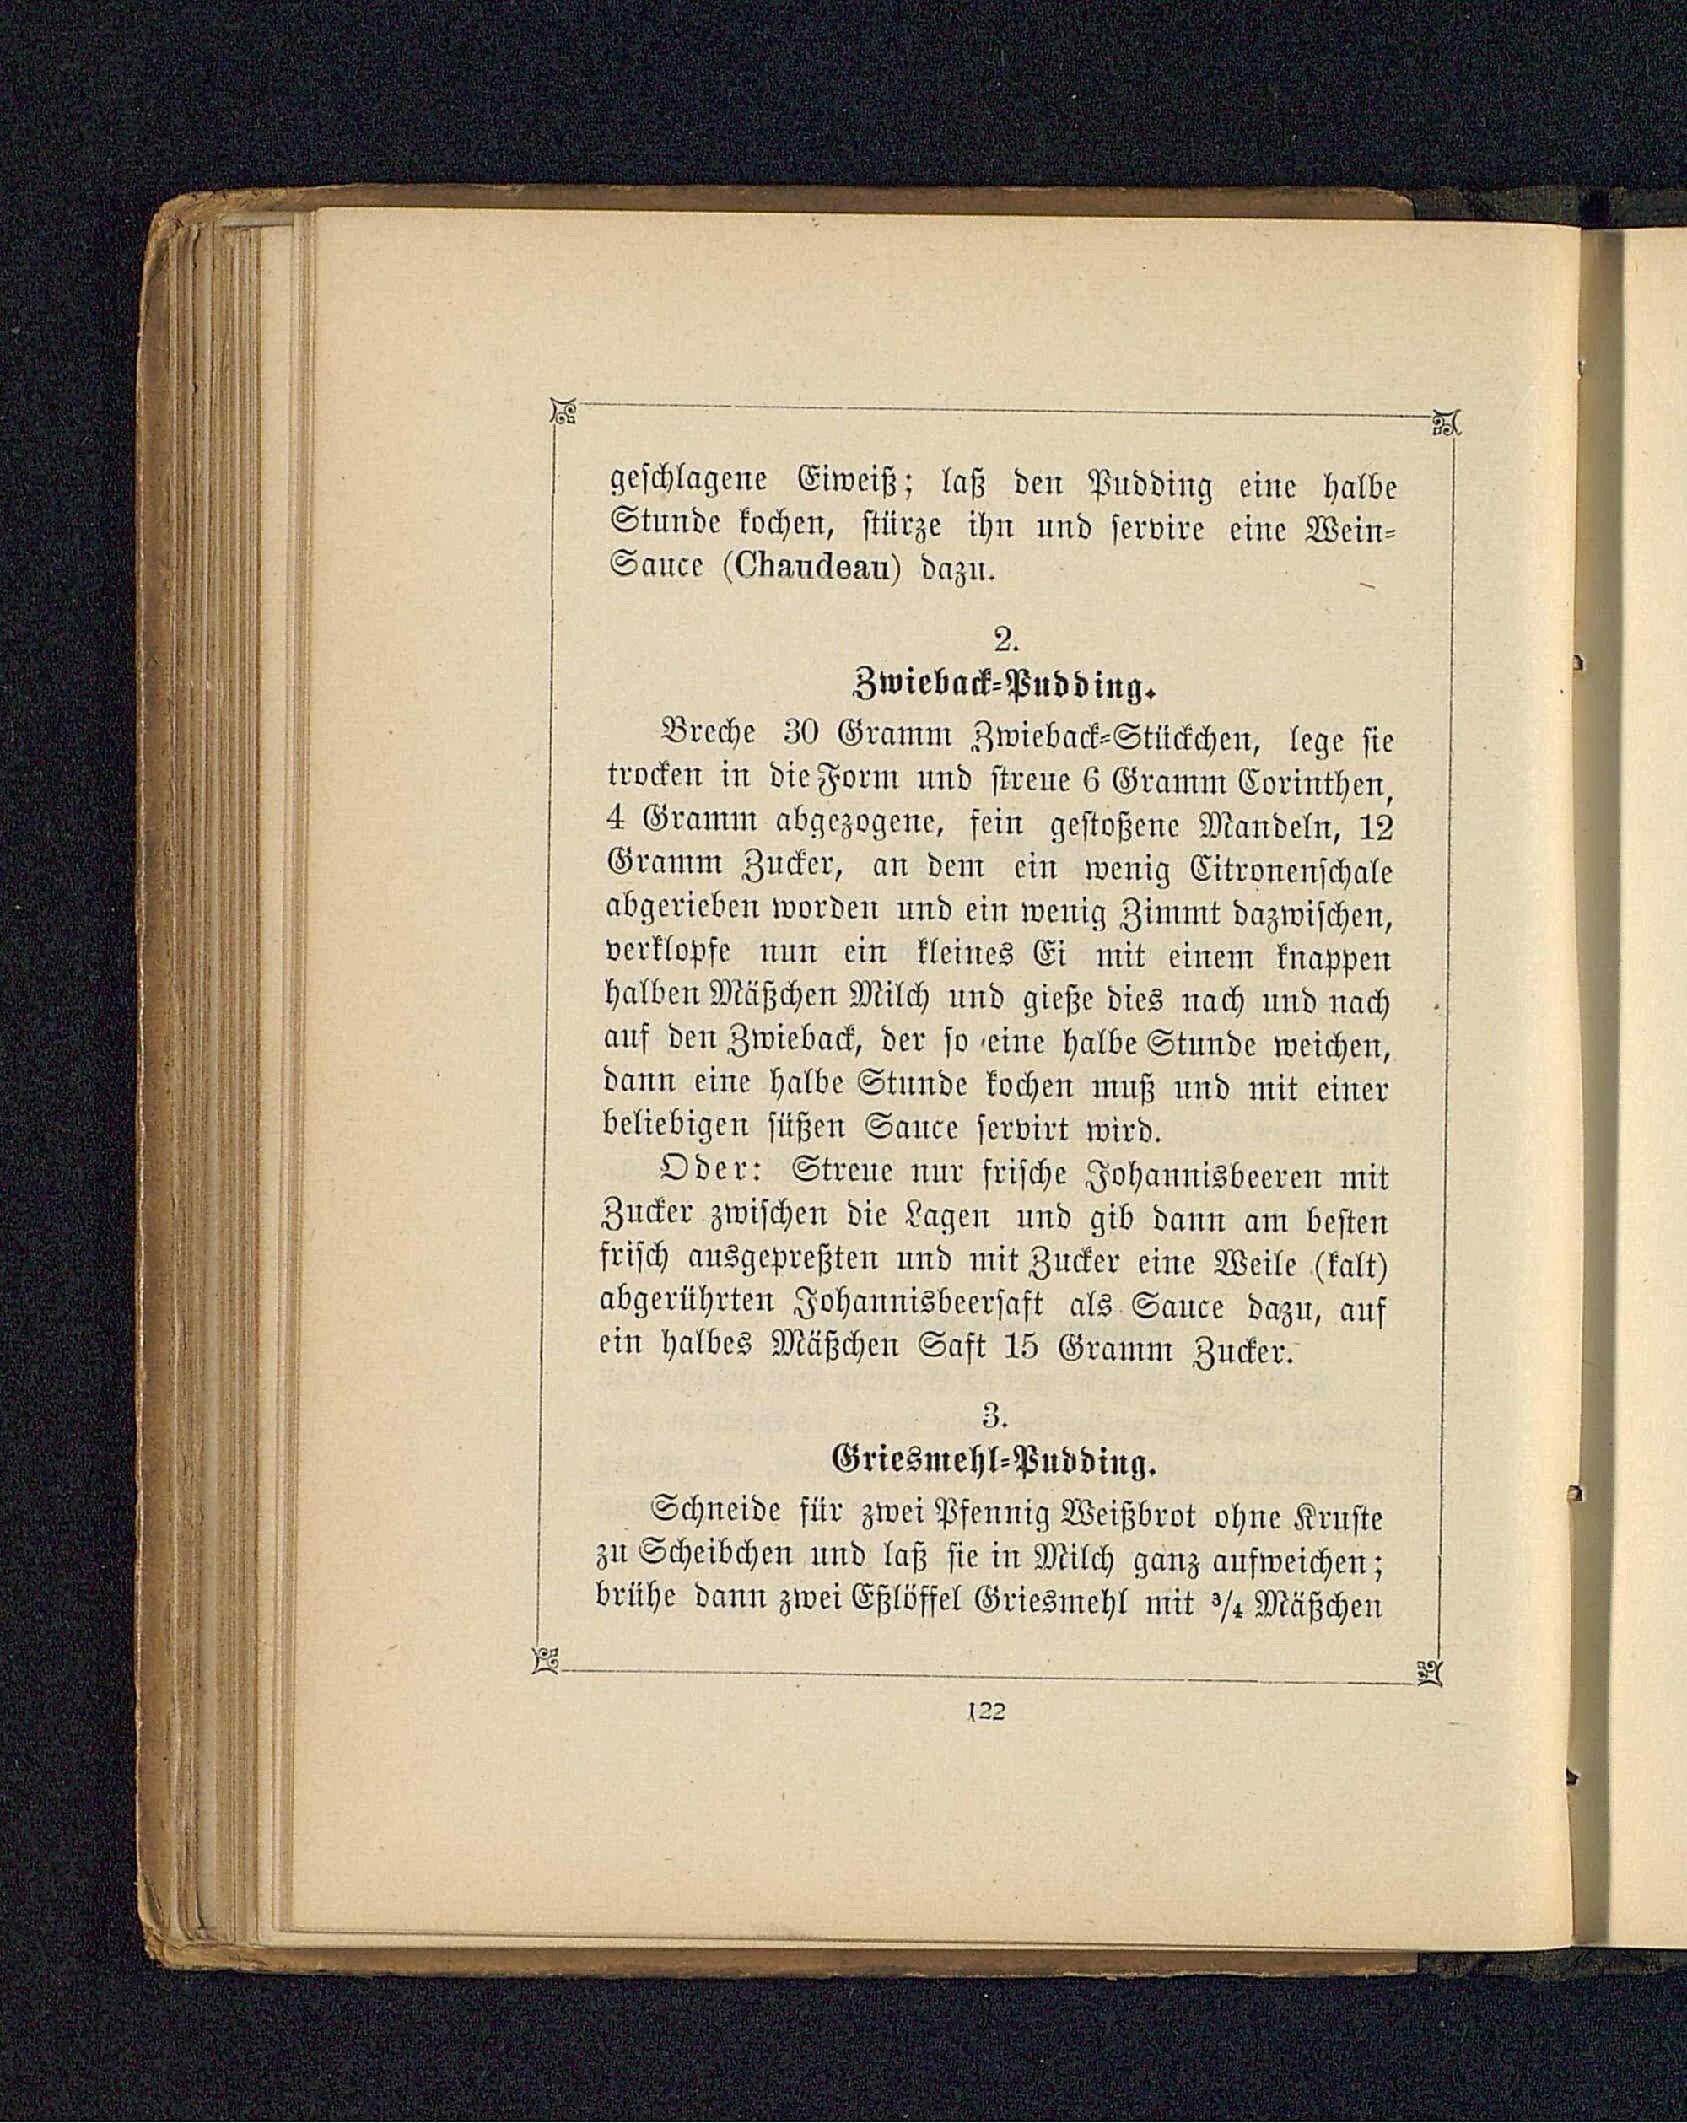 geschlagene Eiweiß; laß den Pudding eine halbe
Stunde kochen, stürze ihn und servire eine Wein-
Sauce (Chaudeau) dazu.
2.
Zwieback-Pudding.
Breche 30 Gramm Zwieback-Stückchen, lege sie
trocken in die Form und streue 6 Gramm Corinthen,
4 Gramm abgezogene, fein gestoßene Mandeln, 12
Gramm Zucker, an dem ein wenig Citronenschale
abgerieben worden und ein wenig Zimmt dazwischen,
verklopfe nun ein kleines Ei mit einem knappen
halben Mäßchen Milch und gieße dies nach und nach
auf den Zwieback, der so eine halbe Stunde weichen,
dann eine halbe Stunde kochen muß und mit einer
beliebigen süßen Sauce servirt wird.
Oder: Streue nur frische Johannisbeeren mit
Zucker zwischen die Lagen und gib dann am besten
frisch ausgepreßten und mit Zucker eine Weile (kalt)
abgerührten Johannisbeersaft als Sauce dazu, auf
ein halbes Mäßchen Saft 15 Gramm Zucker.
3.
Griesmehl-Pudding.
Schneide für zwei Pfennig Weißbrot ohne Kruste
zu Scheibchen und laß sie in Milch ganz aufweichen;
brühe dann zwei Eßlöffel Griesmehl mit ¾ Mäßchen
122